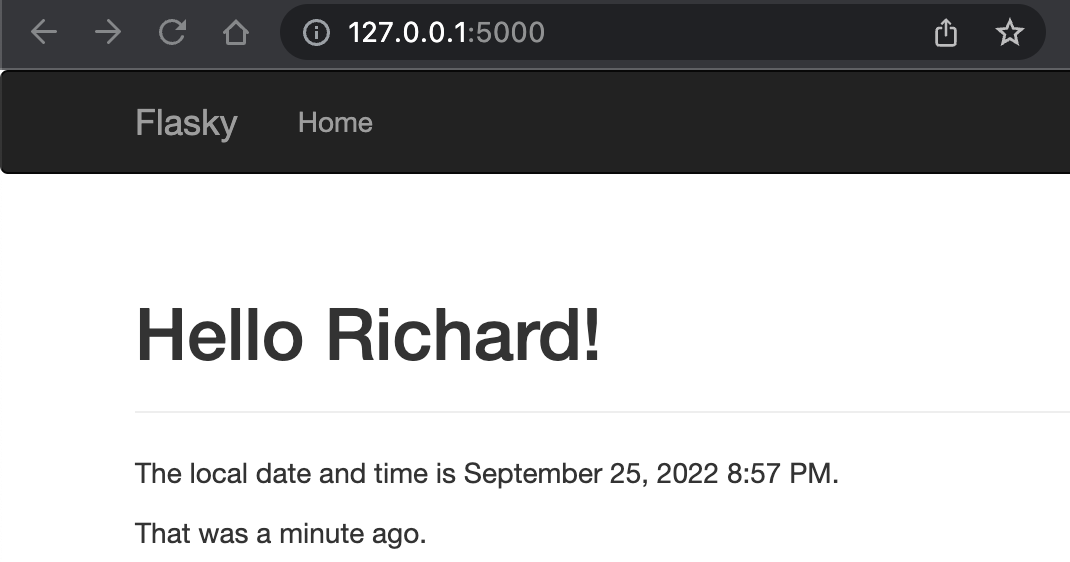 127.0.0.1:5000
Flasky Home
Hello Richard!
The local date and time is September 25, 2022 8:57 PM.
That was a minute ago.